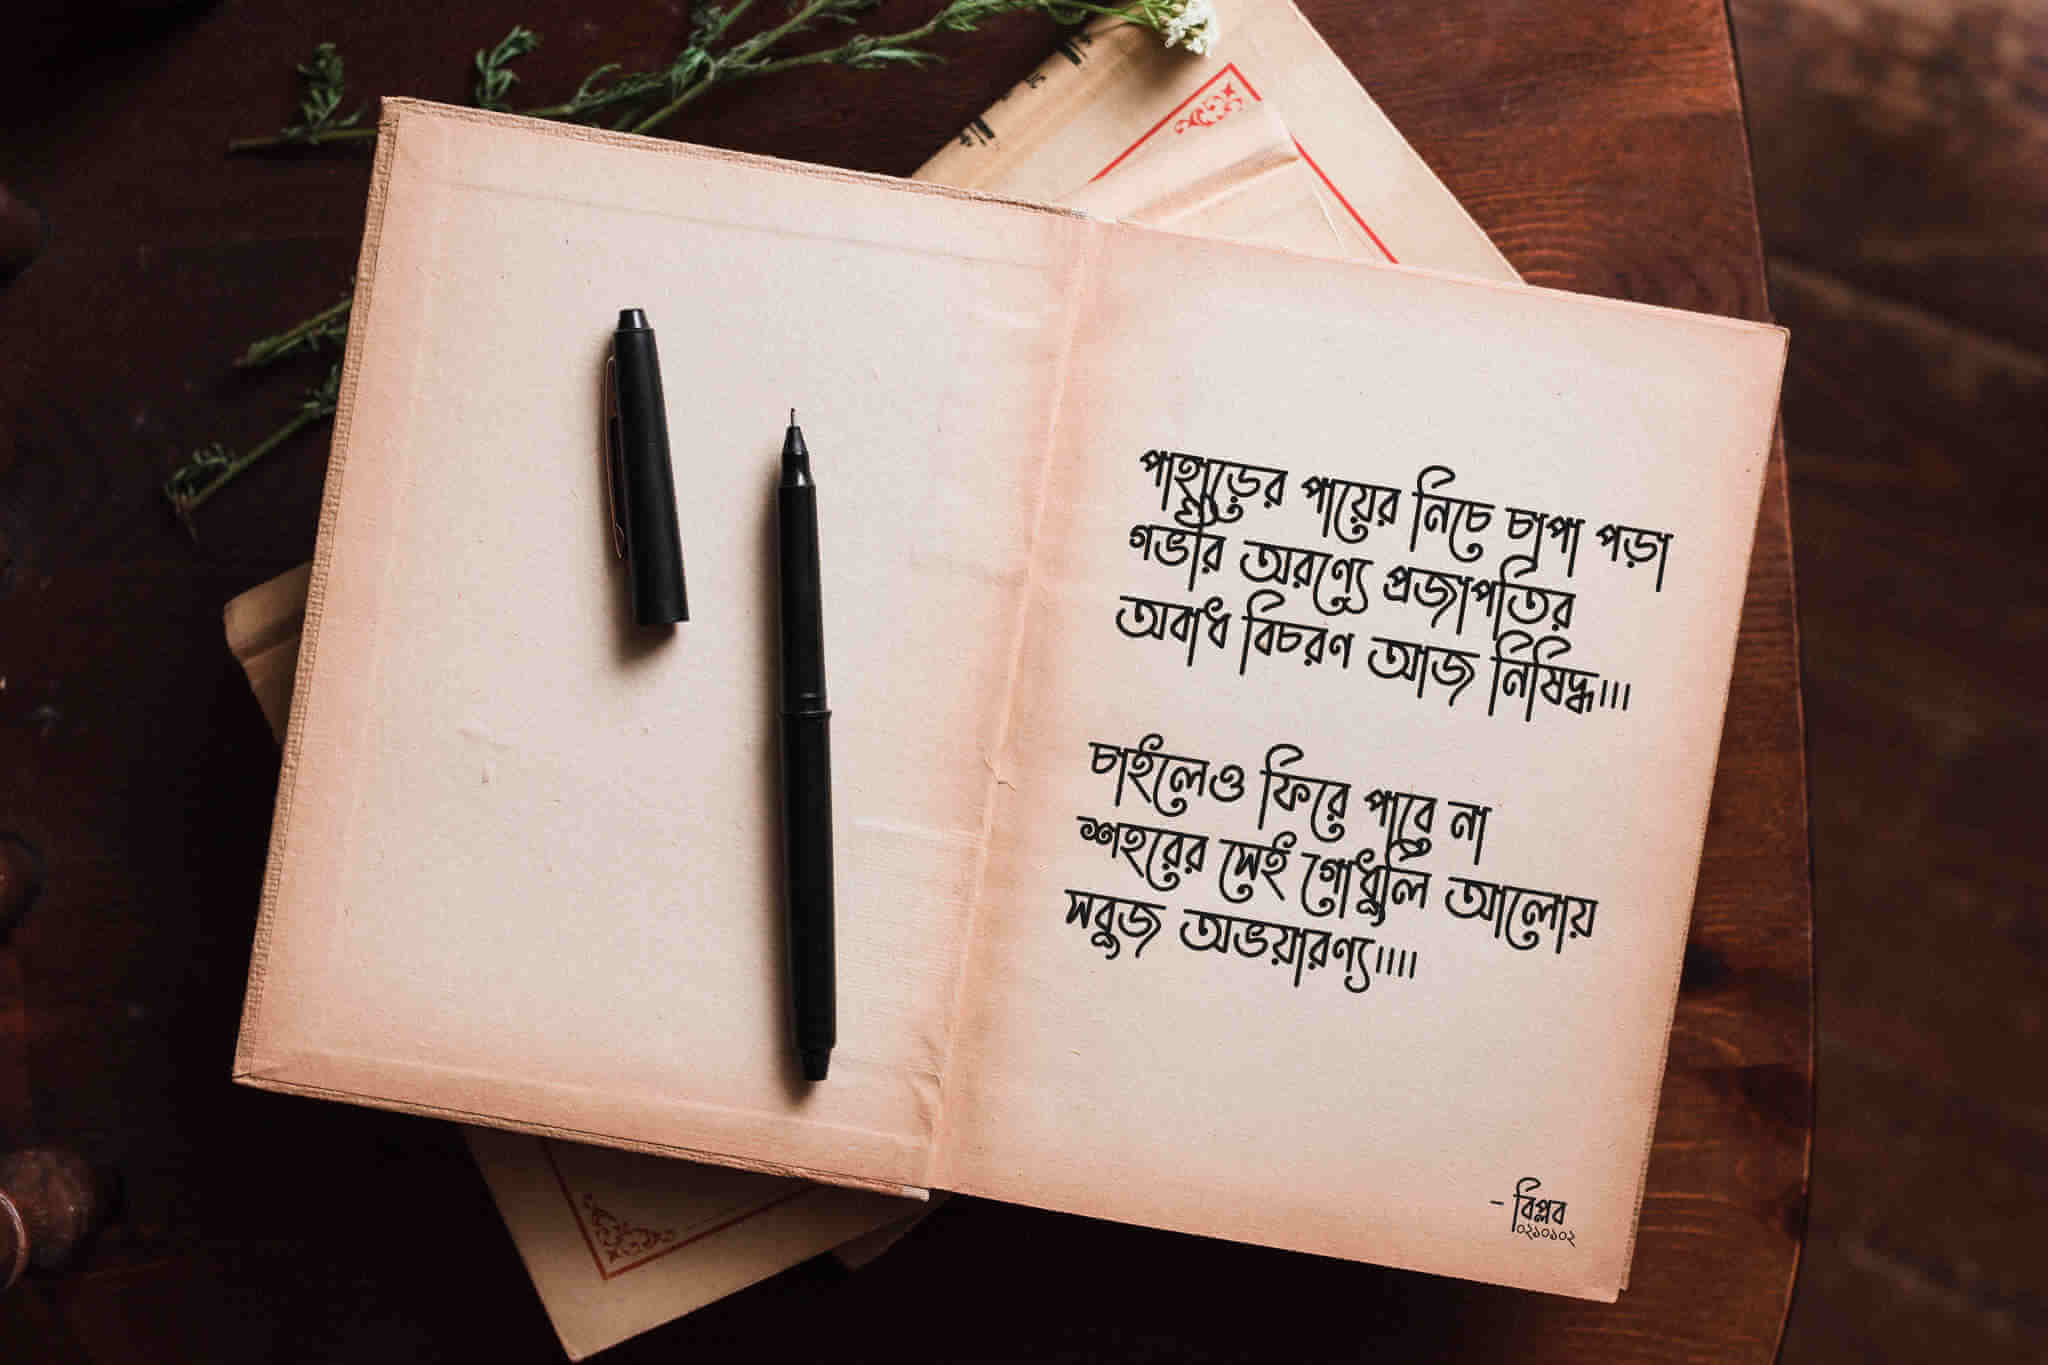 পাহাড়ের পায়ের নিচে চাপা পড়া
গভীর অরণ্যে প্রজাপতির
অবাধ বিচরণ আজ নিষিদ্ধ।।।
চাইলেও ফিরে পাবে না
শহরের সেই গোধুলি আলোয়
সবুজ অভয়ারণ্য।।।।
- বিপ্লব
০২১০১০২